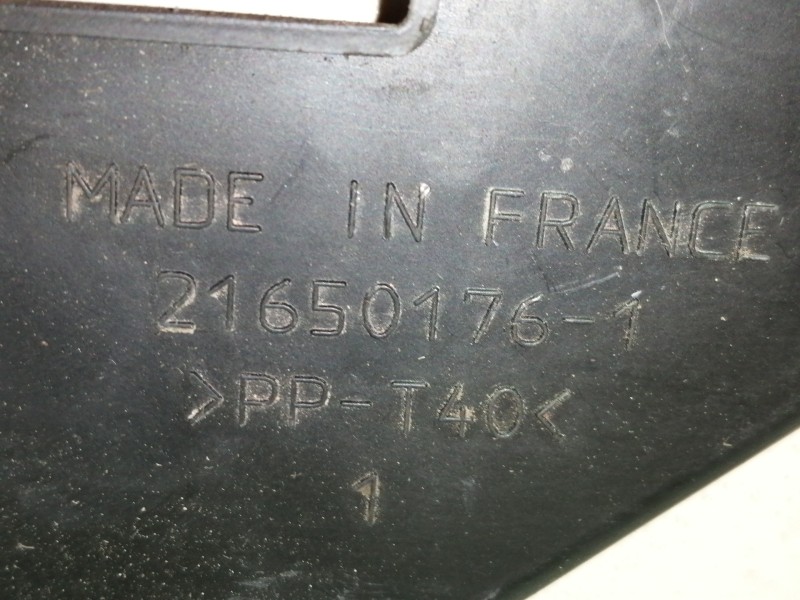 MADE IN FRANCE
21650176-1
>PP-T40<
1